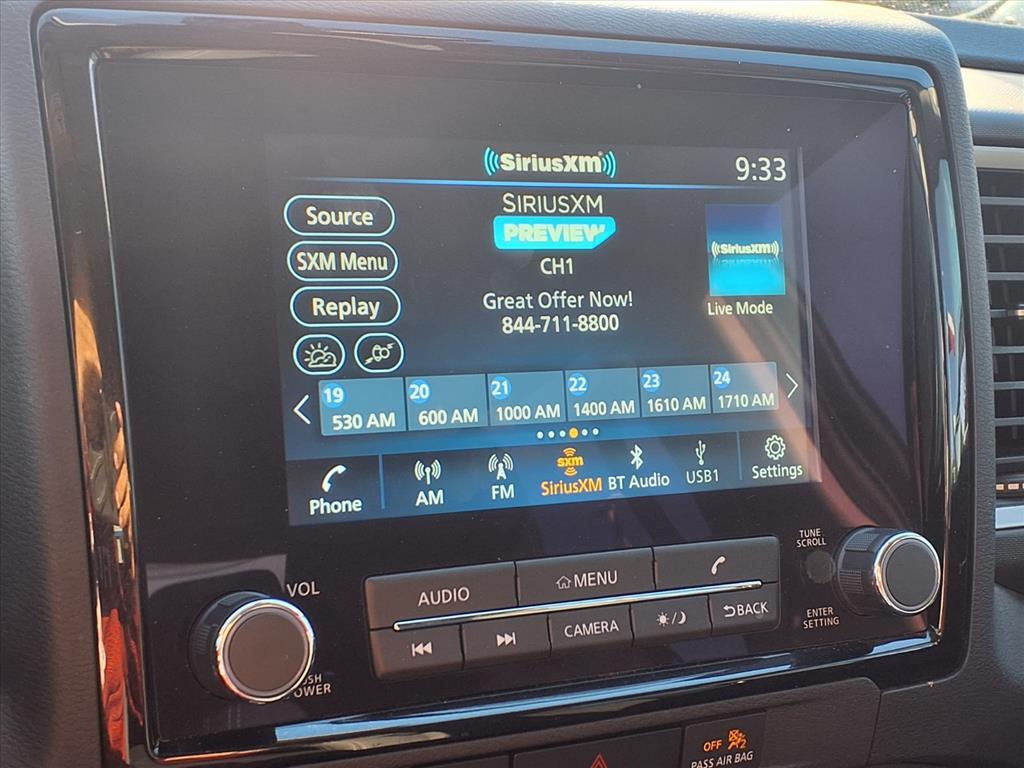 SiriusXM
9:33
Source
SIRIUSXM
PREVIEW
SiriusXM
SXM Menu
CH1
Replay
Great Offer Now!
844-711-8800
Live Mode
19 20 21 22 23 24
530 AM 600 AM 1000 AM 1400 AM 1610 AM 1710 AM
sxm
Phone AM FM SiriusXM BT Audio USB1 Settings
TUNE
SCROLL
VOL
AUDIO MENU
CAMERA BACK
ENTER
SETTING
OFF 2
PASS AIR BAG